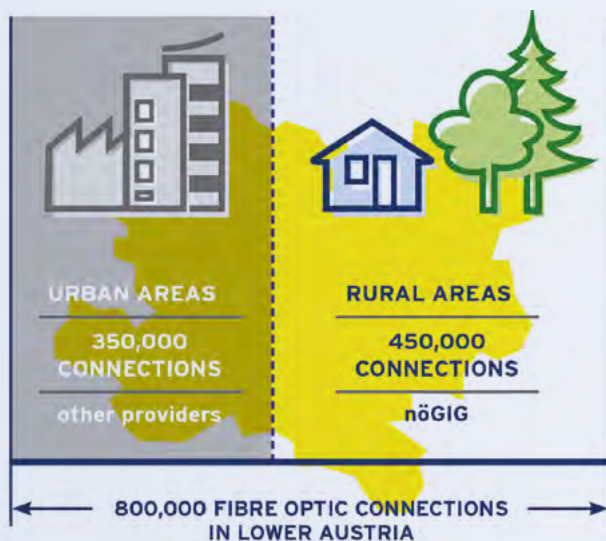 URBAN AREAS
350,000
CONNECTIONS
other providers
RURAL AREAS
450,000
CONNECTIONS
nöGIG
800,000 FIBRE OPTIC CONNECTIONS
IN LOWER AUSTRIA